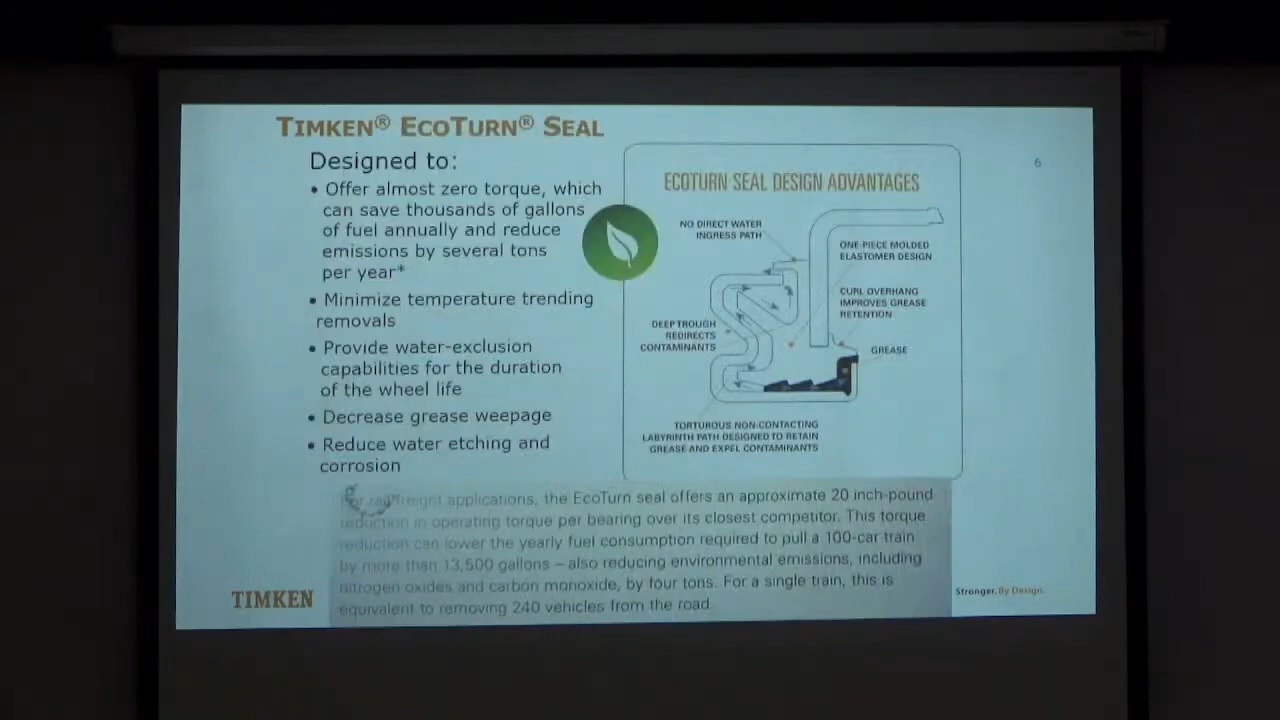 TIMKEN® ECOTURN® SEAL
6
Designed to:
• Offer almost zero torque, which
can save thousands of gallons
of fuel annually and reduce
emissions by several tons
per year*
• Minimize temperature trending
removals
• Provide water-exclusion
capabilities for the duration
of the wheel life
• Decrease grease weepage
• Reduce water etching and
corrosion
ECOTURN SEAL DESIGN ADVANTAGES
NO DIRECT WATER
INGRESS PATH
ONE-PIECE MOLDED
ELASTOMER DESIGN
CURL OVERHANG
IMPROVES GREASE
RETENTION
DEEP TROUGH
REDIRECTS
CONTAMINANTS
GREASE
TORTUROUS NON-CONTACTING
LABYRINTH PATH DESIGNED TO RETAIN
GREASE AND EXPEL CONTAMINANTS
For rail freight applications, the EcoTurn seal offers an approximate 20 inch-pound
reduction in operating torque per bearing over its closest competitor. This torque
reduction can lower the yearly fuel consumption required to pull a 100-car train
by more than 13,500 gallons – also reducing environmental emissions, including
nitrogen oxides and carbon monoxide, by four tons. For a single train, this is
equivalent to removing 240 vehicles from the road.
TIMKEN
Stronger. By Design.